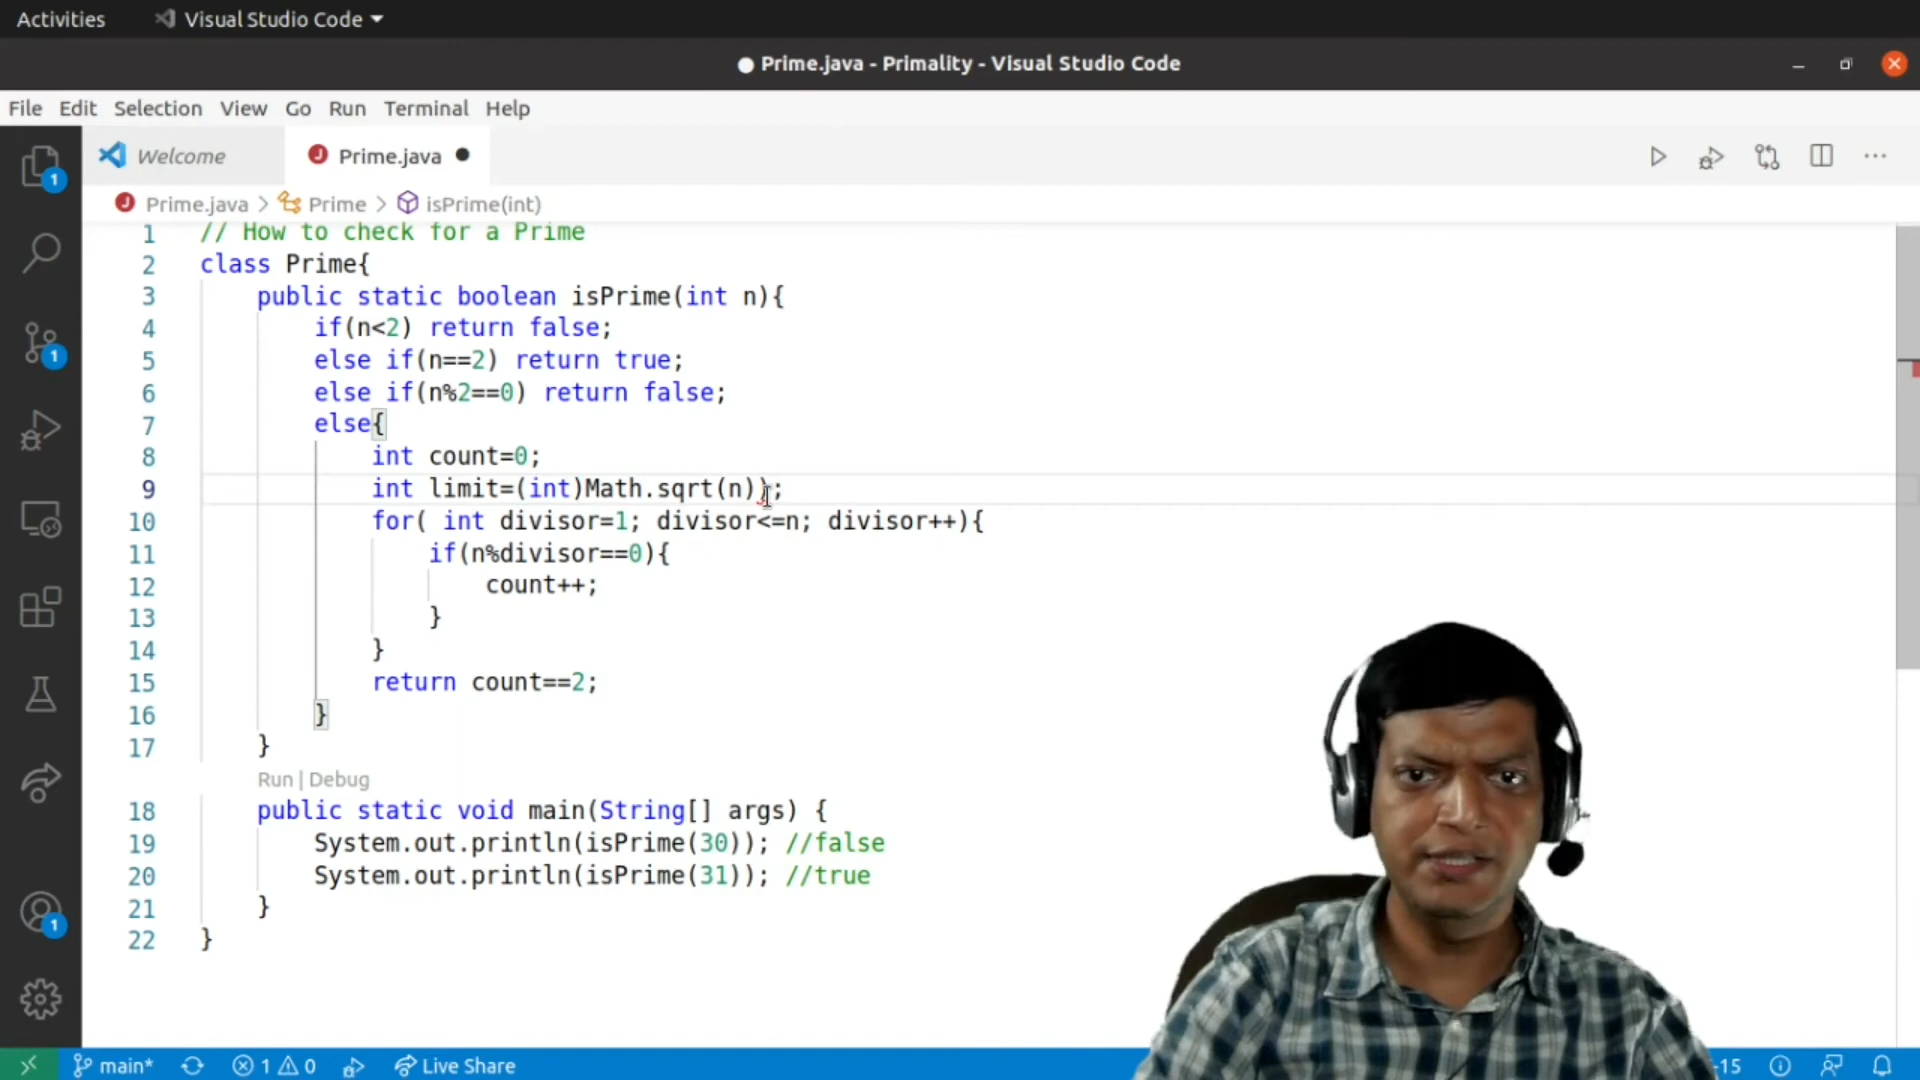 Activities Visual Studio Code
Prime.java - Primality - Visual Studio Code
File Edit Selection View Go Run Terminal Help
Welcome Prime.java
Prime.java > Prime > isPrime(int)
1 // How to check for a Prime
2 class Prime{
3 public static boolean isPrime(int n){
4 if(n<2) return false;
5 else if(n==2) return true;
6 else if(n%2==0) return false;
7 else{
8 int count=0;
9 int limit=(int)Math.sqrt(n));
10 for( int divisor=1; divisor<=n; divisor++){
11 if(n%divisor==0){
12 count++;
13 }
14 }
15 return count==2;
16 }
17 }
Run | Debug
18 public static void main(String[] args) {
19 System.out.println(isPrime(30)); //false
20 System.out.println(isPrime(31)); //true
21 }
22 }
1
1
1
main* 1 0 Live Share -15